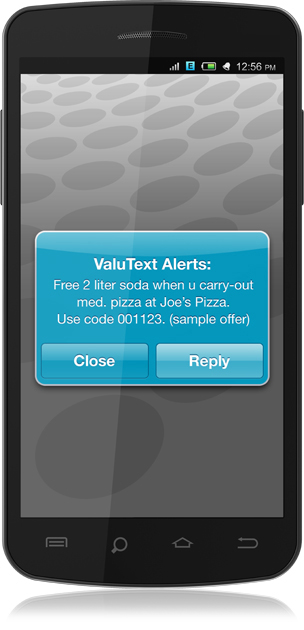 12:56 PM
ValuText Alerts:
Free 2 liter soda when u carry-out
med. pizza at Joe's Pizza.
Use code 001123. (sample offer)
Close Reply